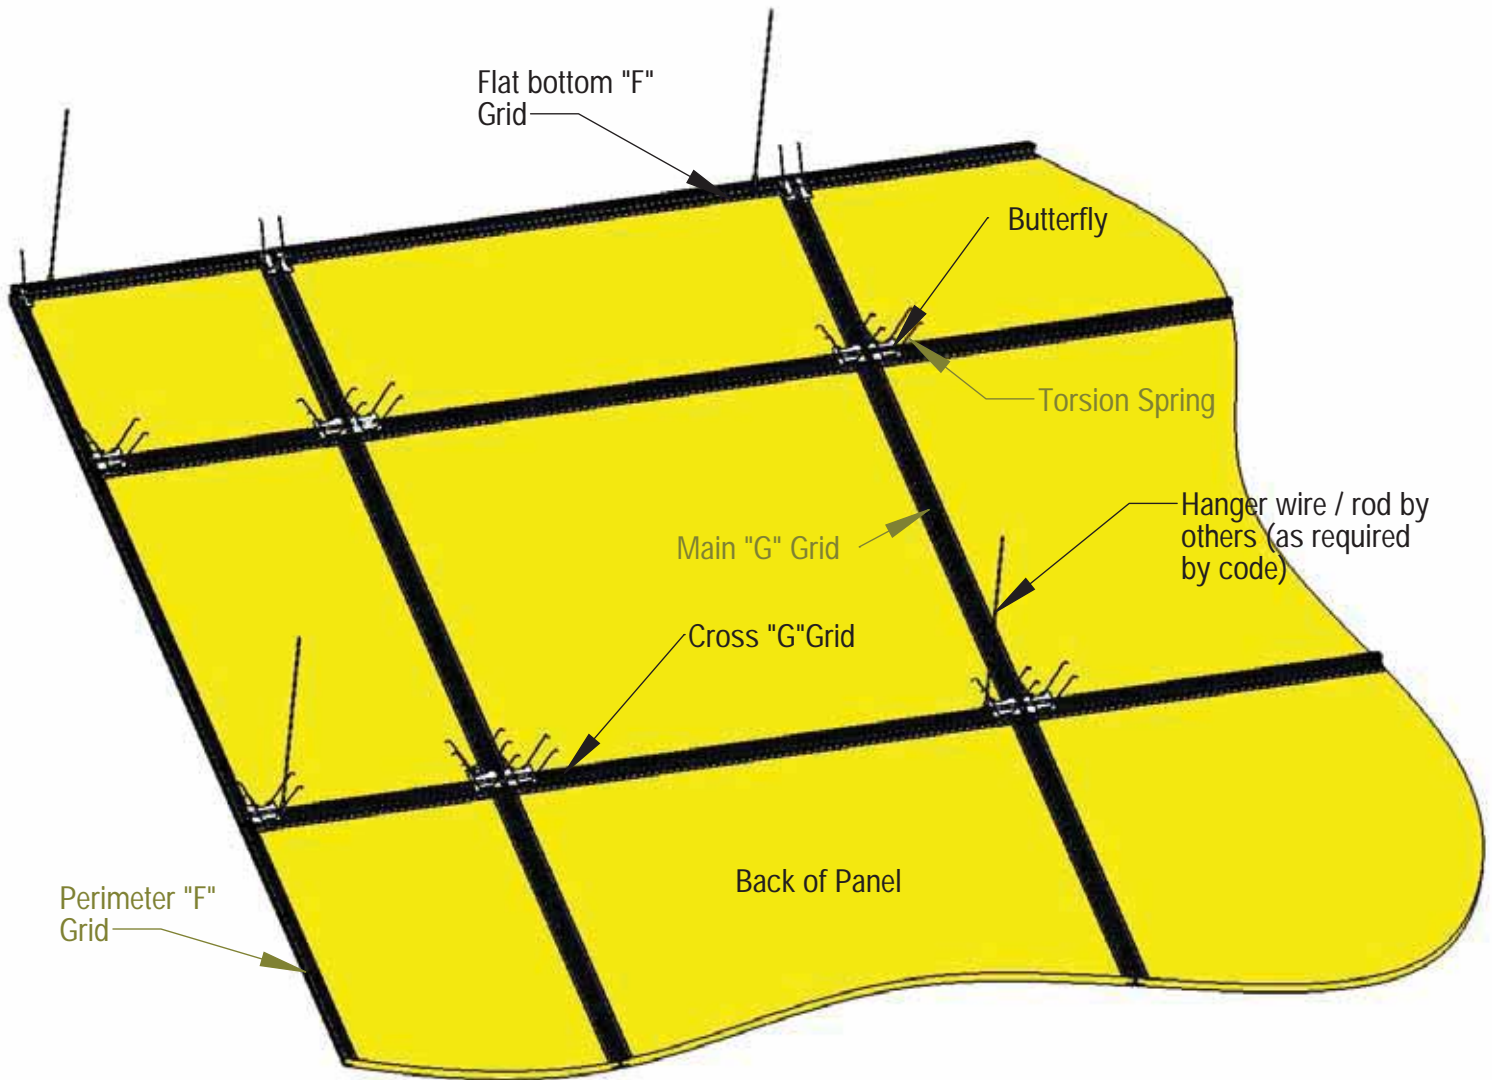 Flat bottom "F"
Grid
Butterfly
Torsion Spring
Hanger wire / rod by
others (as required
by code)
Main "G" Grid
Cross "G"Grid
Back of Panel
Perimeter "F"
Grid